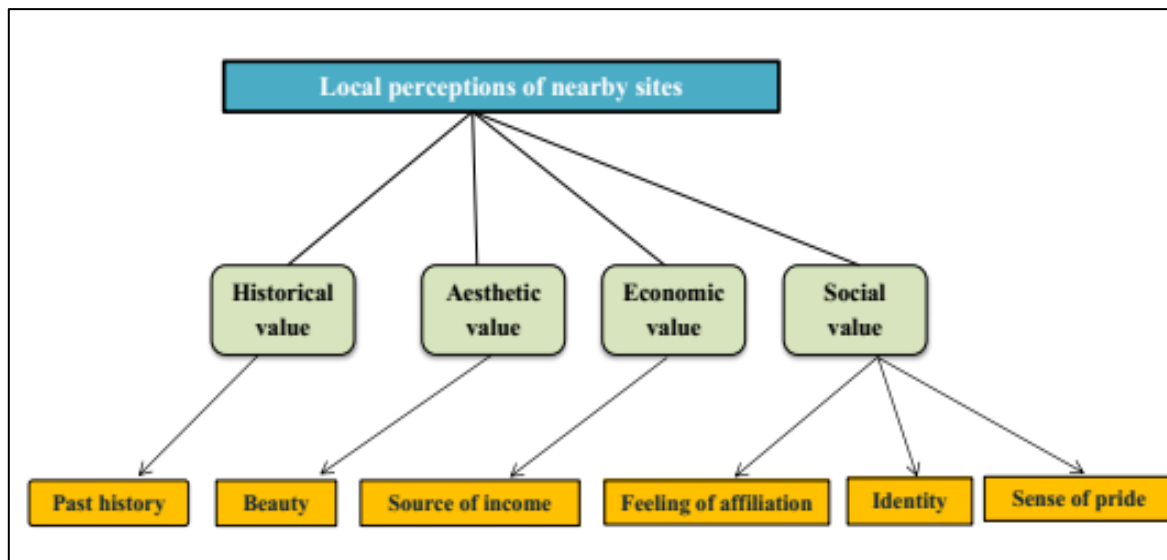 Local perceptions of nearby sites
Historical
value
Aesthetic
value
Economic
value
Social
value
Past history
Beauty
Source of income
Feeling of affiliation
Identity
Sense of pride